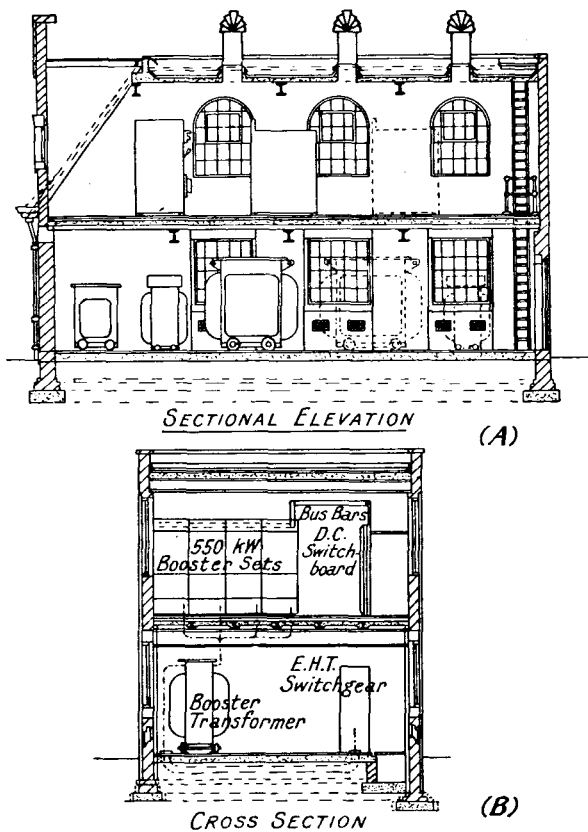 SECTIONAL ELEVATION
(A)
550 kW
Booster Sets
Bus Bars
D.C.
Switch-
board
E.H.T.
Switchgear
Booster
Transformer
CROSS SECTION
(B)